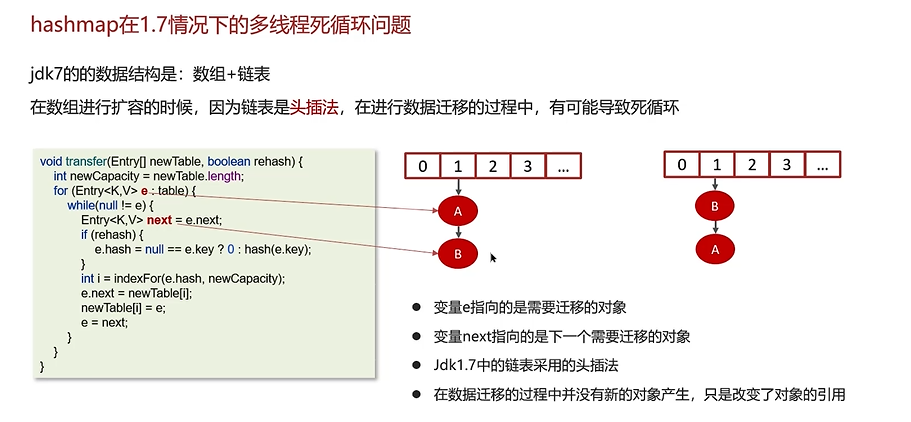 hashmap在1.7情况下的多线程死循环问题
jdk7的的数据结构是：数组+链表
在数组进行扩容的时候，因为链表是头插法，在进行数据迁移的过程中，有可能导致死循环
void transfer(Entry[] newTable, boolean rehash) {
int newCapacity = newTable.length;
for (Entry<K,V> e : table) {
while(null != e) {
Entry<K,V> next = e.next;
if (rehash) {
e.hash = null == e.key ? 0 : hash(e.key);
}
int i = indexFor(e.hash, newCapacity);
e.next = newTable[i];
newTable[i] = e;
e = next;
}
}
}
0 1 2 3 ...
A
B
0 1 2 3 ...
B
A
变量e指向的是需要迁移的对象
变量next指向的是下一个需要迁移的对象
Jdk1.7中的链表采用的头插法
在数据迁移的过程中并没有新的对象产生，只是改变了对象的引用